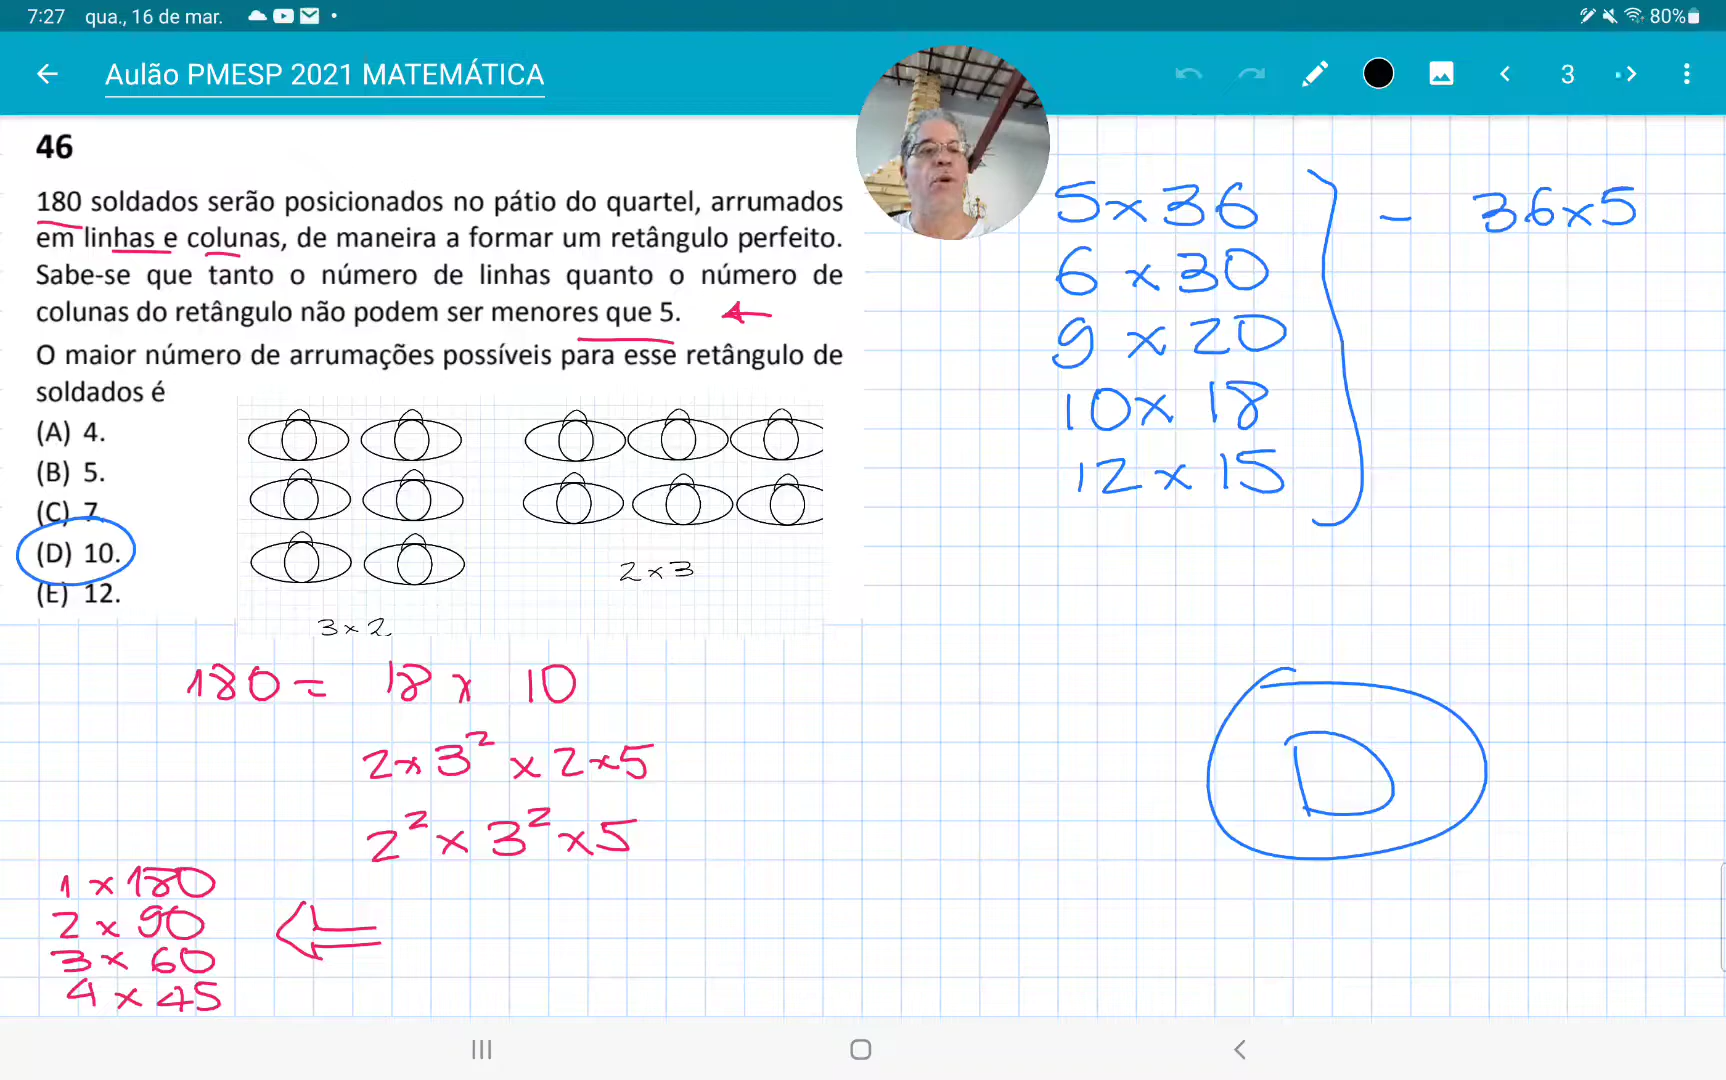 7:27 qua., 16 de mar. 80%
Aulão PMESP 2021 MATEMÁTICA
3
46
180 soldados serão posicionados no pátio do quartel, arrumados
em linhas e colunas, de maneira a formar um retângulo perfeito.
Sabe-se que tanto o número de linhas quanto o número de
colunas do retângulo não podem ser menores que 5.
O maior número de arrumações possíveis para esse retângulo de
soldados é
(A) 4.
(B) 5.
(C) 7.
(D) 10.
(E) 12.
3 x 2
2 x 3
180 = 18 x 10
2 x 3² x 2 x 5
2² x 3² x 5
1 x 180
2 x 90
3 x 60
4 x 45
5 x 36 - 36 x 5
6 x 30
9 x 20
10 x 18
12 x 15
D